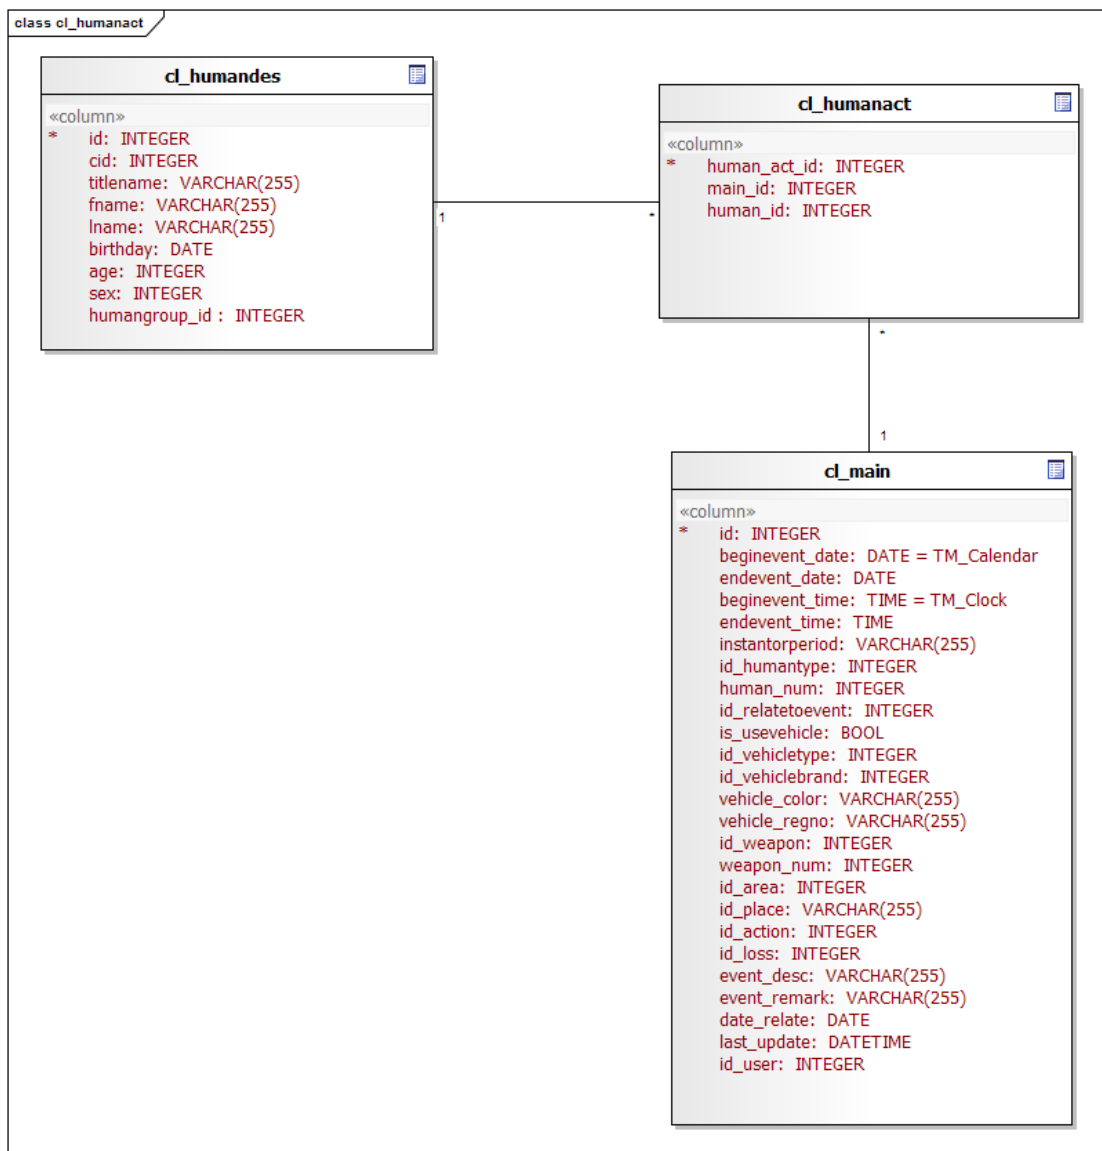 class cl_humanact
cl_humandes
«column»
* id: INTEGER
cid: INTEGER
titlename: VARCHAR(255)
fname: VARCHAR(255)
lname: VARCHAR(255)
birthday: DATE
age: INTEGER
sex: INTEGER
humangroup_id : INTEGER
1
*
cl_humanact
«column»
* human_act_id: INTEGER
main_id: INTEGER
human_id: INTEGER
*
1
cl_main
«column»
* id: INTEGER
beginevent_date: DATE = TM_Calendar
endevent_date: DATE
beginevent_time: TIME = TM_Clock
endevent_time: TIME
instantorperiod: VARCHAR(255)
id_humantype: INTEGER
human_num: INTEGER
id_relatetoevent: INTEGER
is_usevehicle: BOOL
id_vehicletype: INTEGER
id_vehiclebrand: INTEGER
vehicle_color: VARCHAR(255)
vehicle_regno: VARCHAR(255)
id_weapon: INTEGER
weapon_num: INTEGER
id_area: INTEGER
id_place: VARCHAR(255)
id_action: INTEGER
id_loss: INTEGER
event_desc: VARCHAR(255)
event_remark: VARCHAR(255)
date_relate: DATE
last_update: DATETIME
id_user: INTEGER